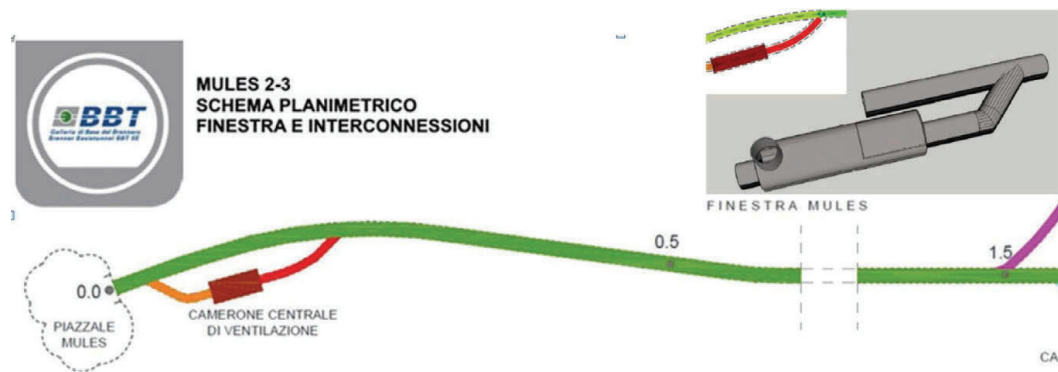 BBT
Galleria di Base del Brennero
Brenner Basistunnel BBT SE
MULES 2-3
SCHEMA PLANIMETRICO
FINESTRA E INTERCONNESSIONI
FINESTRA MULES
0.0
0.5
1.5
PIAZZALE
MULES
CAMERONE CENTRALE
DI VENTILAZIONE
CA